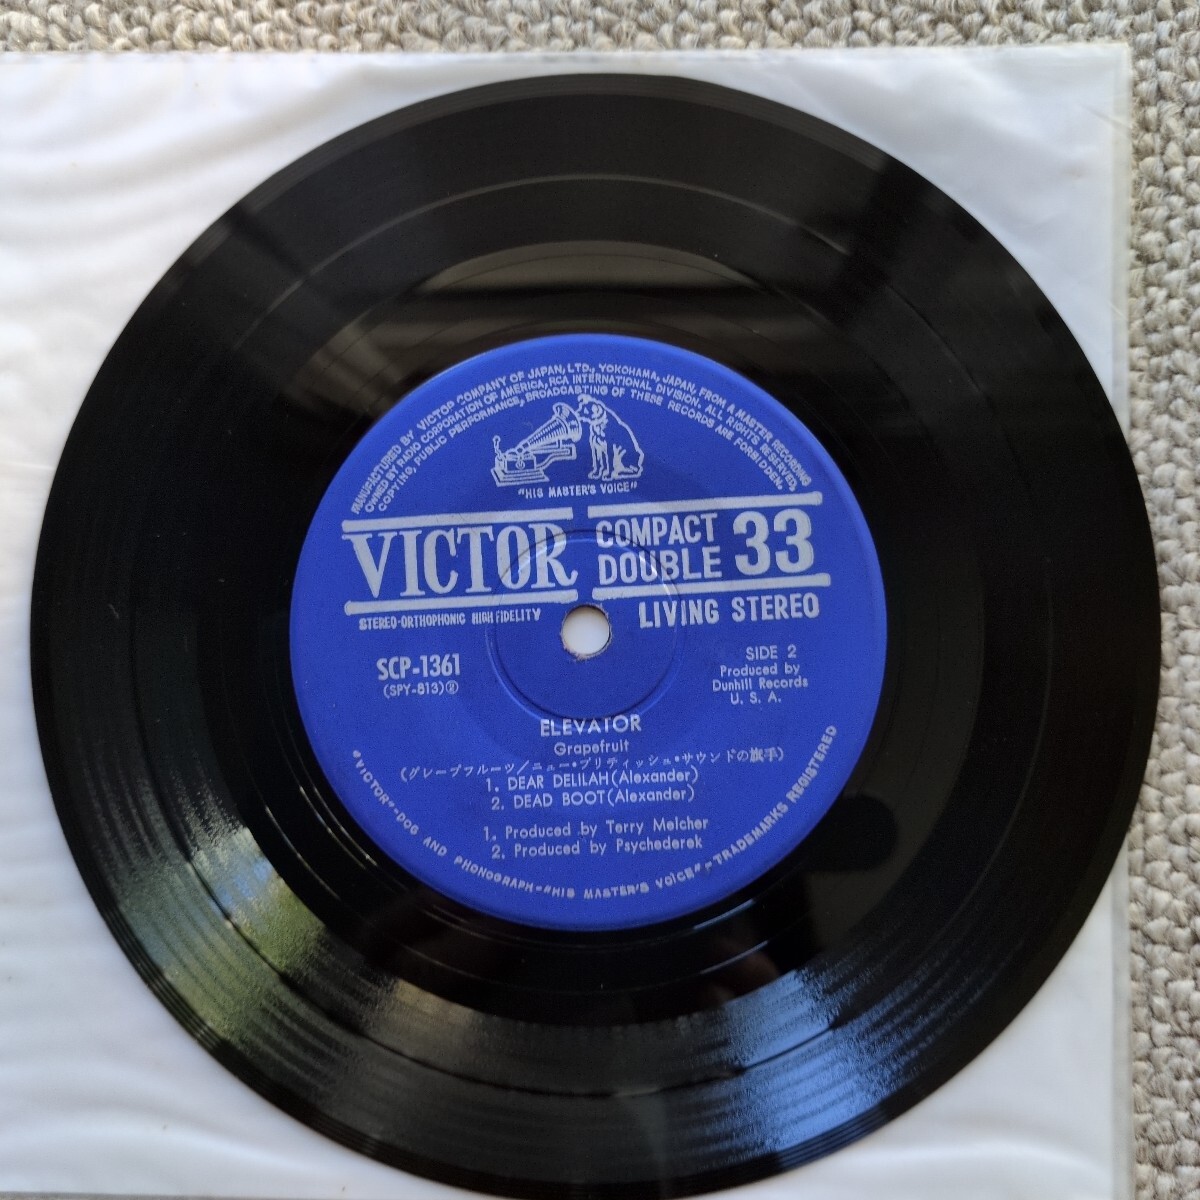 MANUFACTURED BY VICTOR COMPANY OF JAPAN, LTD., YOKOHAMA, JAPAN, FROM A MASTER RECORDING
OWNED BY RADIO CORPORATION OF AMERICA, RCA INTERNATIONAL DIVISION. ALL RIGHTS RESERVED,
COPYING, PUBLIC PERFORMANCE, BROADCASTING OF THESE RECORDS ARE FORBIDDEN.
"HIS MASTER'S VOICE"
VICTOR
COMPACT
DOUBLE 33
STEREO-ORTHOPHONIC HIGH FIDELITY
LIVING STEREO
SCP-1361
(SPY-813)
SIDE 2
Produced by
Dunhill Records
U. S. A.
ELEVATOR
Grapefruit
(グレープフルーツ/ニュー・ブリティッシュ・サウンドの旗手)
1. DEAR DELILAH (Alexander)
2. DEAD BOOT (Alexander)
1. Produced by Terry Melcher
2. Produced by Psychederek
"VICTOR"-DOG AND PHONOGRAPH-"HIS MASTER'S VOICE"-TRADEMARKS REGISTERED